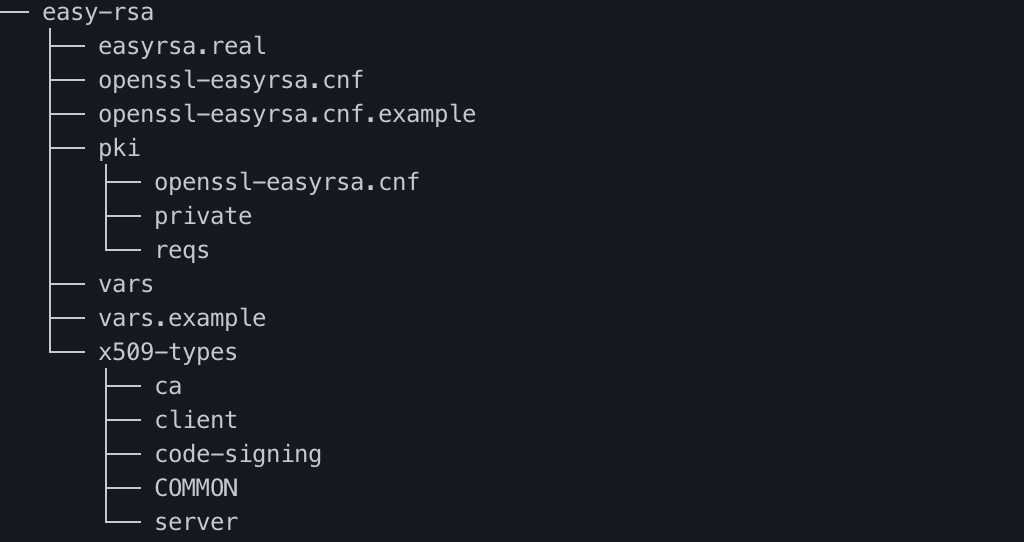 ── easy-rsa
├── easyrsa.real
├── openssl-easyrsa.cnf
├── openssl-easyrsa.cnf.example
├── pki
│   ├── openssl-easyrsa.cnf
│   ├── private
│   └── reqs
├── vars
├── vars.example
└── x509-types
    ├── ca
    ├── client
    ├── code-signing
    ├── COMMON
    └── server